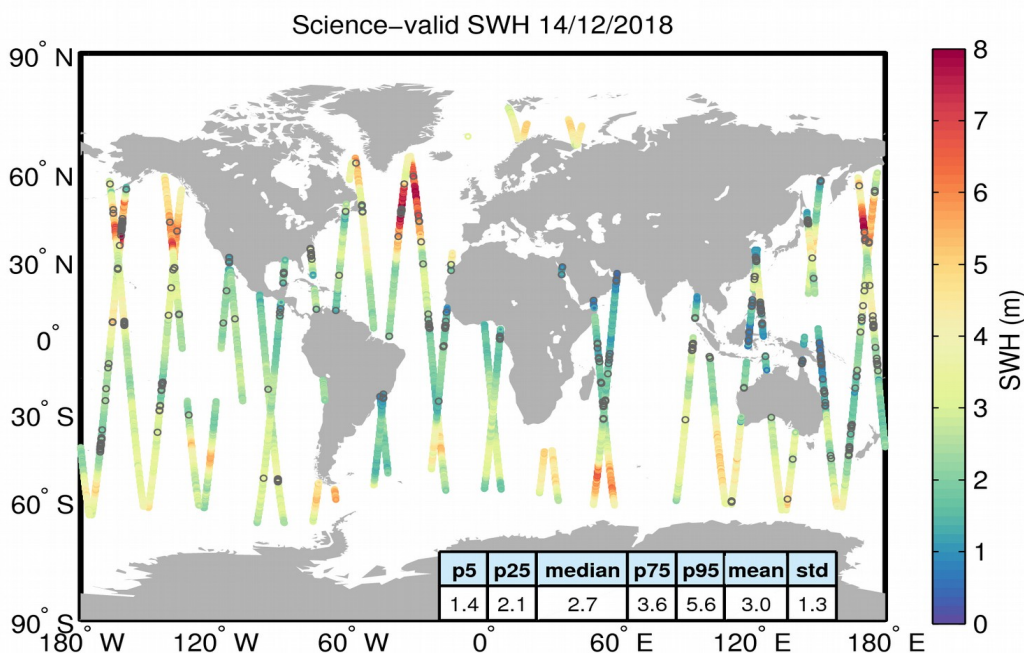 Science−valid SWH 14/12/2018
90° N
60° N
30° N
0°
30° S
60° S
90° S
180° W
120° W
60° W
0°
60° E
120° E
180° E
p5 p25 median p75 p95 mean std
1.4 2.1 2.7 3.6 5.6 3.0 1.3
8
7
6
5
4
3
2
1
0
SWH (m)